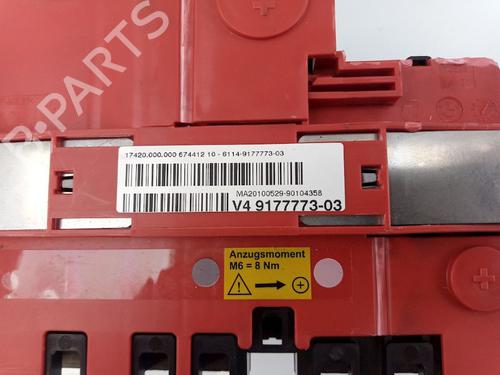 17420.000.000 674412 10 - 6114-9177773-03
MA20100529-90104358
V4 9177773-03
Anzugsmoment
M6 = 8 Nm
B-PARTS